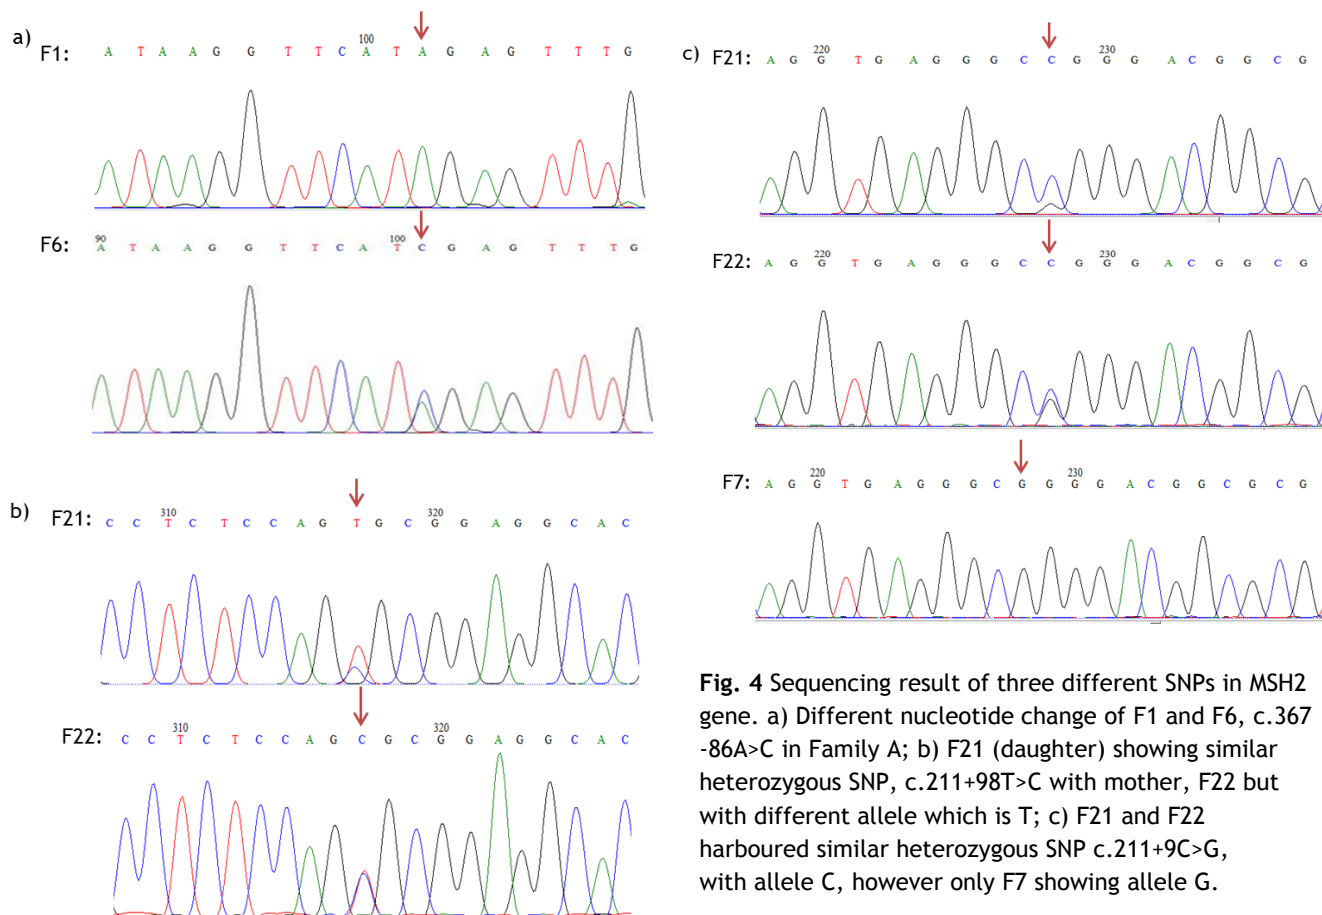 a)
F1: A T A A G G T T C A T A G A G T T T G
100
F6: A T A A G G T T C A T C G A G T T T G
90 100
b)
F21: C C T C T C C A G T G C G G A G G C A C
310 320
F22: C C T C T C C A G C G C G G A G G C A C
310 320
c)
F21: A G G T G A G G G C C G G G A C G G C G
220 230
F22: A G G T G A G G G C C G G G A C G G C G
220 230
F7: A G G T G A G G G C G G G G A C G G C G C G
220 230
Fig. 4 Sequencing result of three different SNPs in MSH2
gene. a) Different nucleotide change of F1 and F6, c.367
-86A>C in Family A; b) F21 (daughter) showing similar
heterozygous SNP, c.211+98T>C with mother, F22 but
with different allele which is T; c) F21 and F22
harboured similar heterozygous SNP c.211+9C>G,
with allele C, however only F7 showing allele G.